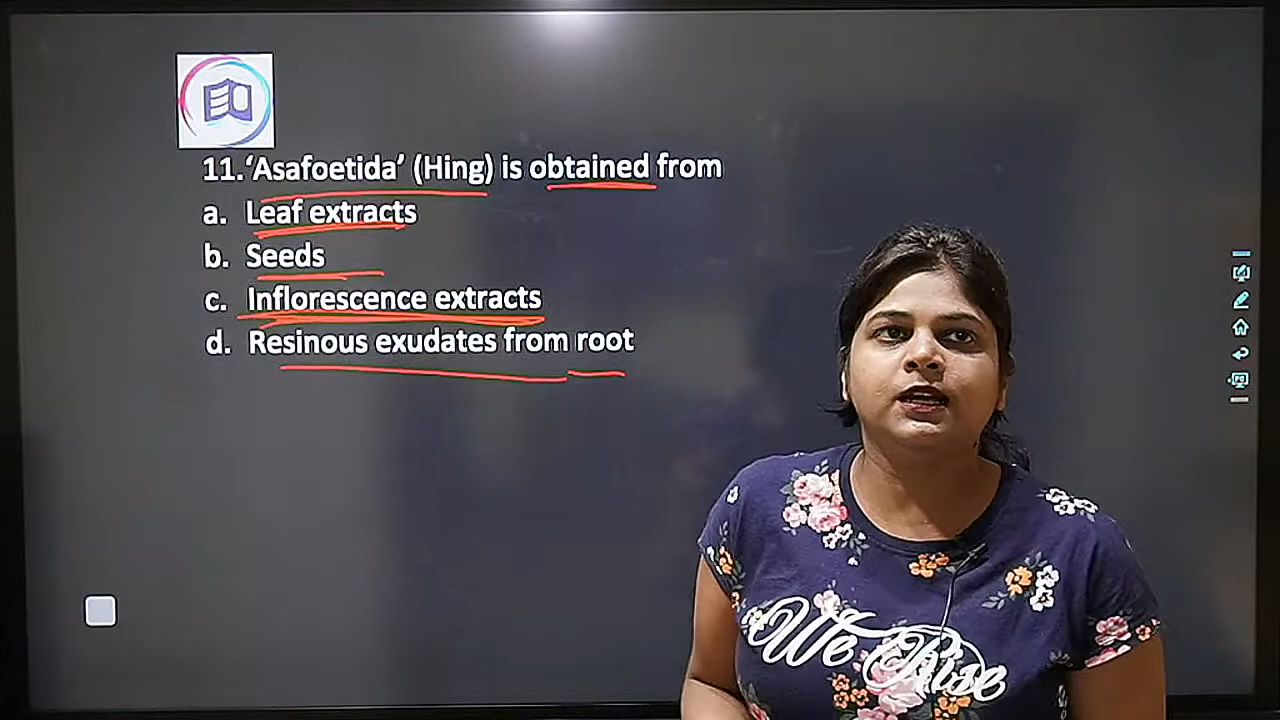 11. 'Asafoetida' (Hing) is obtained from
a. Leaf extracts
b. Seeds
c. Inflorescence extracts
d. Resinous exudates from root
We Rise